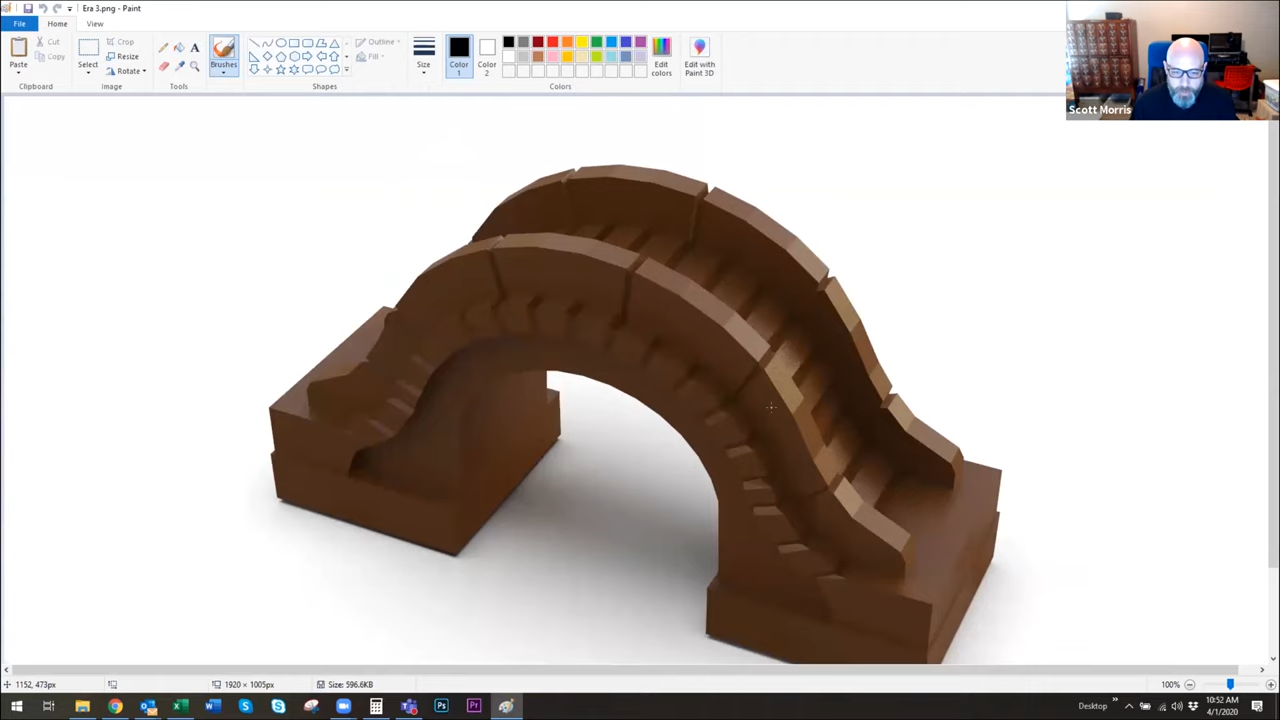 Era 3.png - Paint
File Home View
Paste
Cut
Copy
Clipboard
Select
Crop
Resize
Rotate
Image
A
Brushes
Tools
Outline
Fill
Shapes
Size
Color 1
Color 2
Edit colors
Edit with Paint 3D
Colors
Scott Morris
1152, 473px
1920 × 1005px
Size: 596.6KB
100%
Ps
Pr
Desktop
10:52 AM
4/1/2020